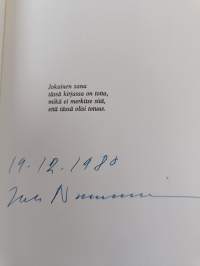 Jokainen sana
tässä kirjassa on totta,
mikä ei merkitse sitä,
että tässä olisi totuus.
19.12.1980